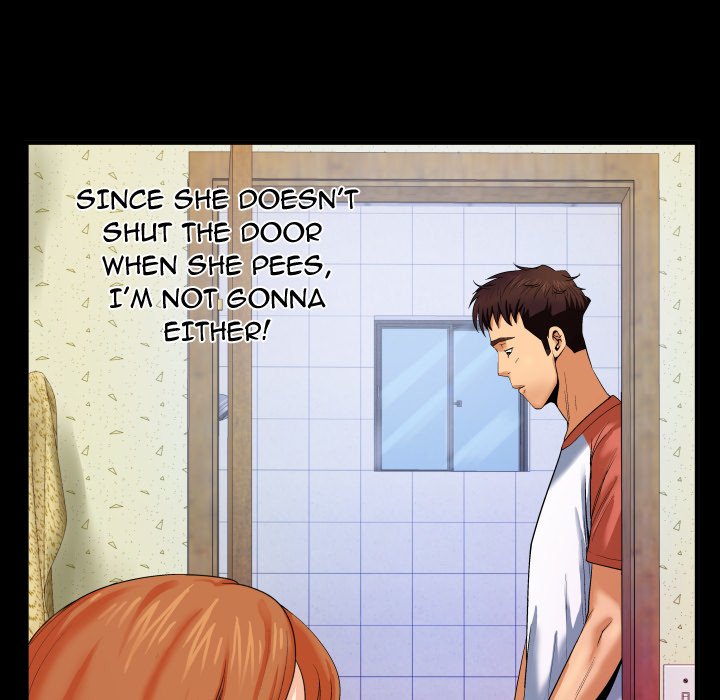 SINCE SHE DOESN'T
SHUT THE DOOR
WHEN SHE PEES,
I'M NOT GONNA
EITHER!